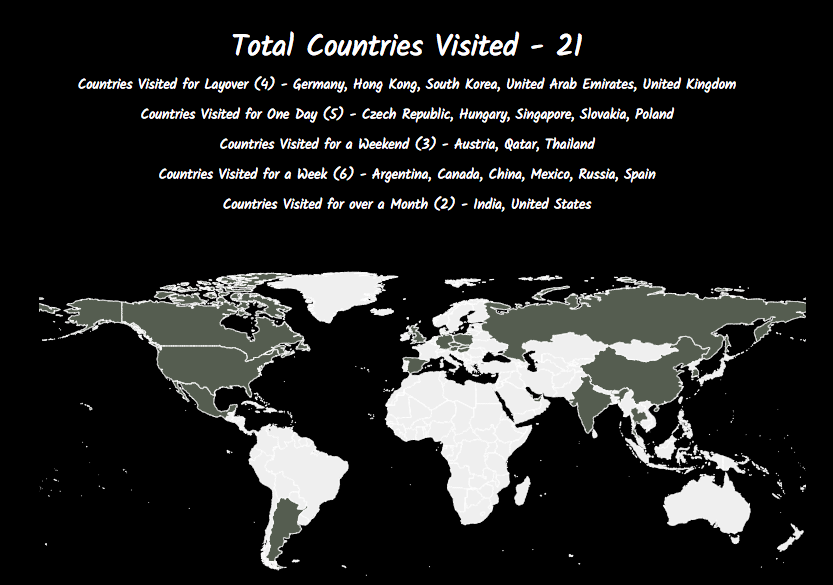 Total Countries Visited - 21
Countries Visited for Layover (4) - Germany, Hong Kong, South Korea, United Arab Emirates, United Kingdom
Countries Visited for One Day (5) - Czech Republic, Hungary, Singapore, Slovakia, Poland
Countries Visited for a Weekend (3) - Austria, Qatar, Thailand
Countries Visited for a Week (6) - Argentina, Canada, China, Mexico, Russia, Spain
Countries Visited for over a Month (2) - India, United States